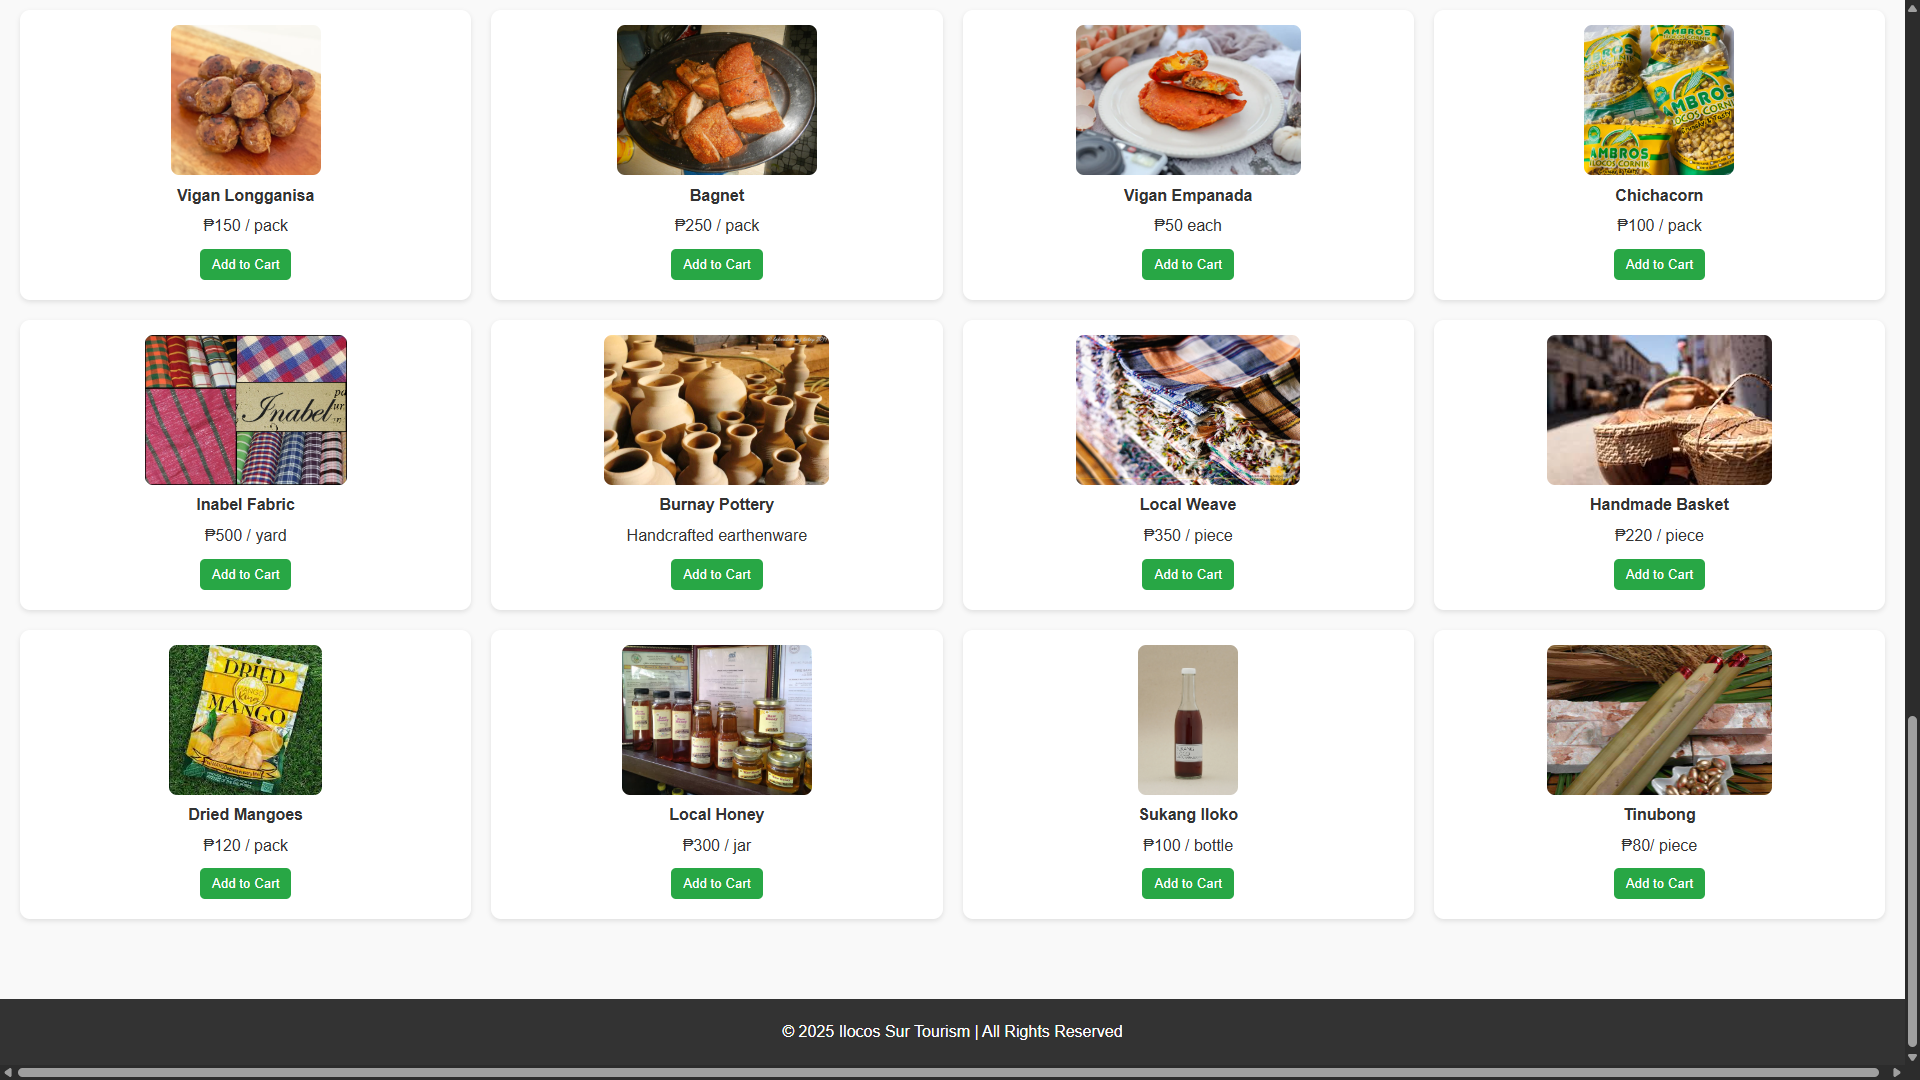 AMBROS
AMBROS
ILOCOS CORNIK
AMBROS
ILOCOS CORNIK
Vigan Longganisa
Bagnet
Vigan Empanada
Chichacorn
₱150 / pack
₱250 / pack
₱50 each
₱100 / pack
Add to Cart
Add to Cart
Add to Cart
Add to Cart
Inabel
Inabel Fabric
Burnay Pottery
Local Weave
Handmade Basket
₱500 / yard
Handcrafted earthenware
₱350 / piece
₱220 / piece
Add to Cart
Add to Cart
Add to Cart
Add to Cart
DRIED
MANGO
Dried Mangoes
Local Honey
Sukang Iloko
Tinubong
₱120 / pack
₱300 / jar
₱100 / bottle
₱80/ piece
Add to Cart
Add to Cart
Add to Cart
Add to Cart
© 2025 Ilocos Sur Tourism | All Rights Reserved